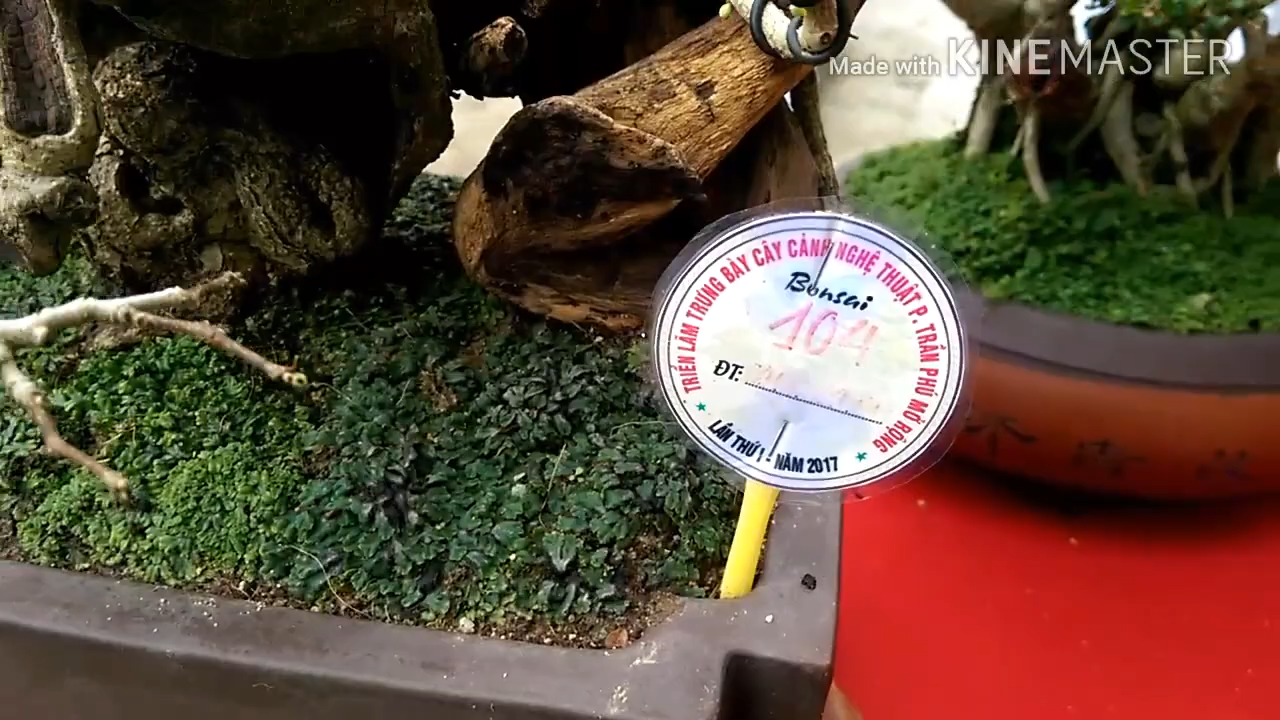 Made with KINEMASTER
TRIỂN LÃM TRƯNG BÀY CÂY CẢNH NGHỆ THUẬT P. TRẦN PHÚ MỞ RỘNG
Bonsai
104
ĐT:
LẦN THỨ I - NĂM 2017